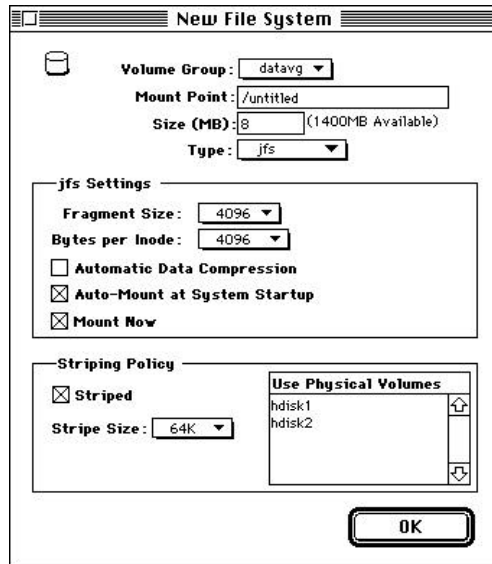 New File System
Volume Group: datavg
Mount Point: /untitled
Size (MB): 8 (1400MB Available)
Type: jfs
jfs Settings
Fragment Size: 4096
Bytes per Inode: 4096
Automatic Data Compression
Auto-Mount at System Startup
Mount Now
Striping Policy
Striped
Stripe Size: 64K
Use Physical Volumes
hdisk1
hdisk2
OK